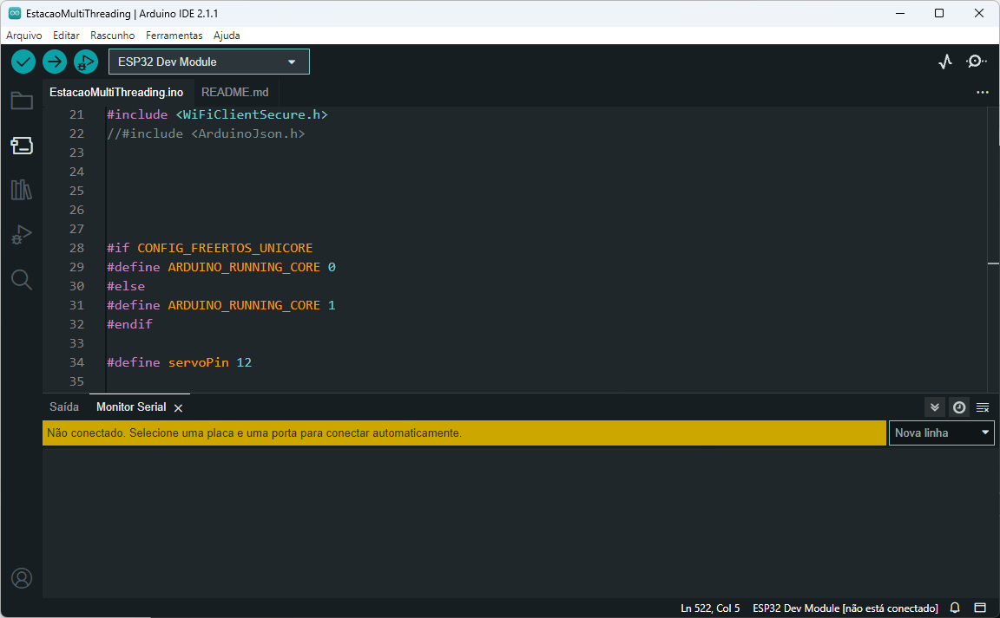 EstacaoMultiThreading | Arduino IDE 2.1.1
Arquivo Editar Rascunho Ferramentas Ajuda
ESP32 Dev Module
EstacaoMultiThreading.ino README.md
21 #include <WiFiClientSecure.h>
22 //#include <ArduinoJson.h>
23
24
25
26
27
28 #if CONFIG_FREERTOS_UNICORE
29 #define ARDUINO_RUNNING_CORE 0
30 #else
31 #define ARDUINO_RUNNING_CORE 1
32 #endif
33
34 #define servoPin 12
35
Saída Monitor Serial
Não conectado. Selecione uma placa e uma porta para conectar automaticamente. Nova linha
Ln 522, Col 5 ESP32 Dev Module [não está conectado]